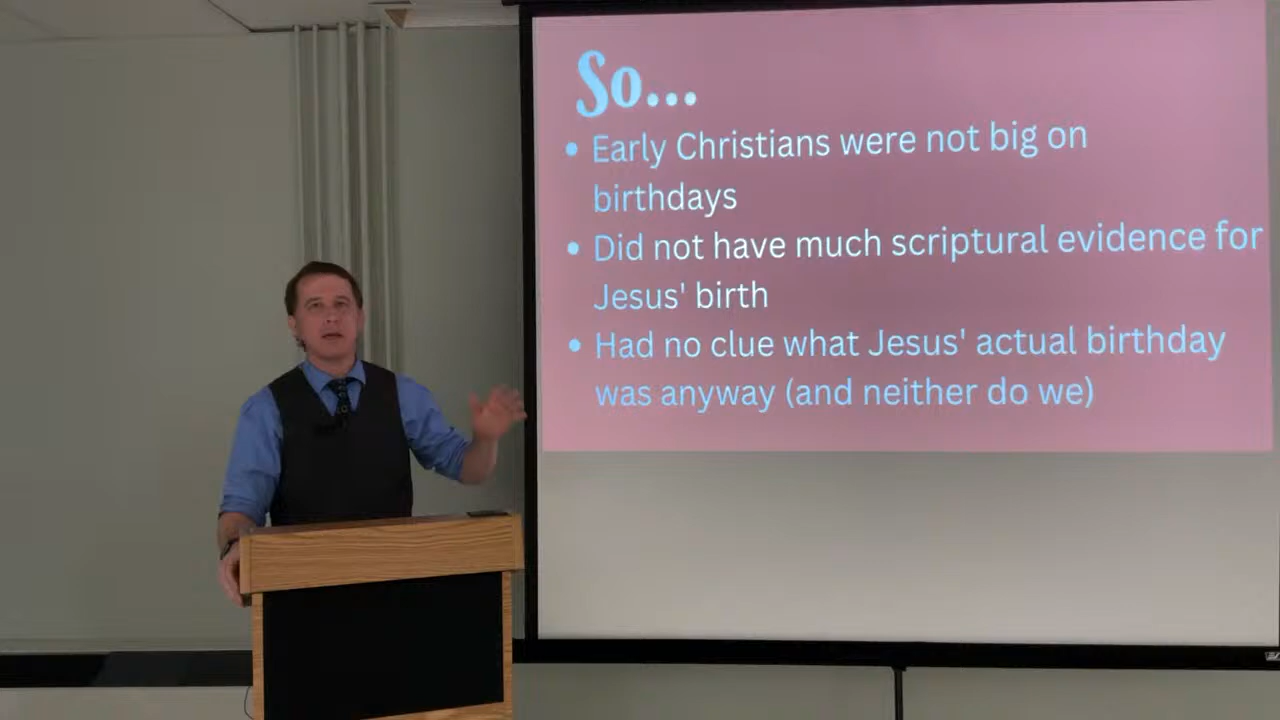 So...
• Early Christians were not big on
birthdays
• Did not have much scriptural evidence for
Jesus' birth
• Had no clue what Jesus' actual birthday
was anyway (and neither do we)